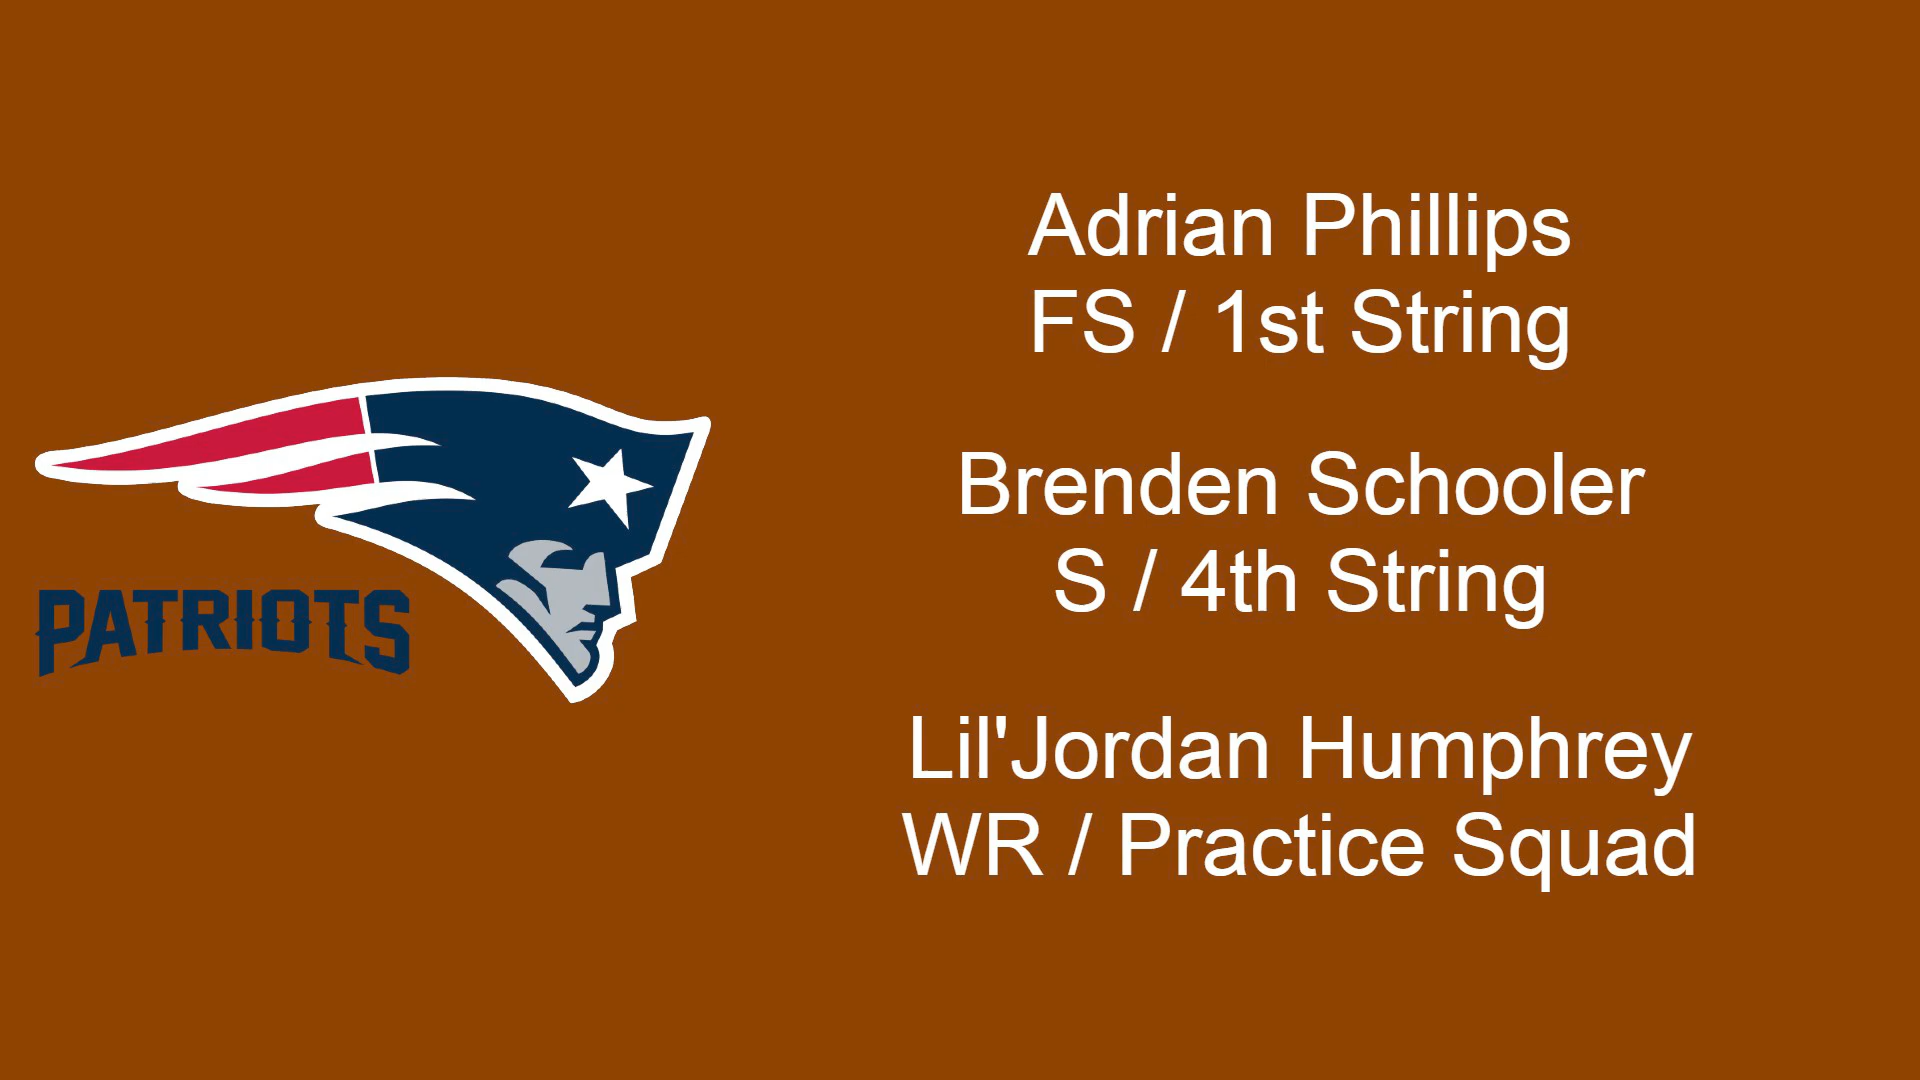 PATRIOTS
Adrian Phillips
FS / 1st String
Brenden Schooler
S / 4th String
Lil'Jordan Humphrey
WR / Practice Squad